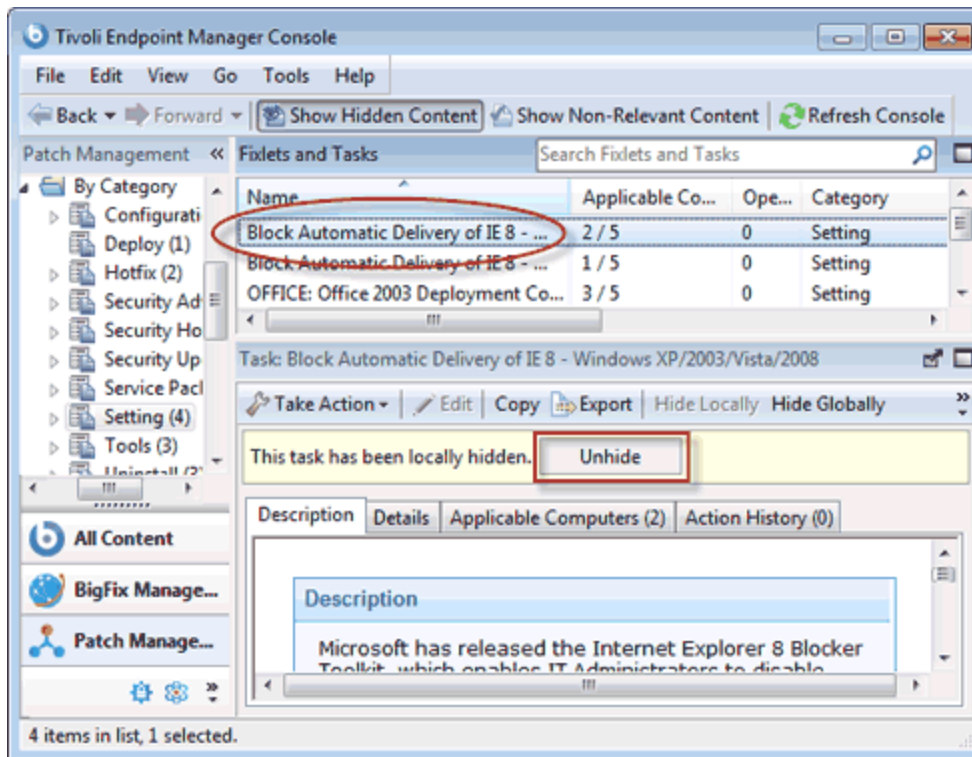 Tivoli Endpoint Manager Console
File Edit View Go Tools Help
Back Forward Show Hidden Content Show Non-Relevant Content Refresh Console
Patch Management « Fixlets and Tasks Search Fixlets and Tasks
By Category
Configurati
Deploy (1)
Hotfix (2)
Security Ad
Security Ho
Security Up
Service Pacl
Setting (4)
Tools (3)
Name Applicable Co... Ope... Category
Block Automatic Delivery of IE 8 - ... 2 / 5 0 Setting
Block Automatic Delivery of IE 8 - ... 1 / 5 0 Setting
OFFICE: Office 2003 Deployment Co... 3 / 5 0 Setting
Task: Block Automatic Delivery of IE 8 - Windows XP/2003/Vista/2008
Take Action Edit Copy Export Hide Locally Hide Globally »
This task has been locally hidden. Unhide
Description Details Applicable Computers (2) Action History (0)
Description
Microsoft has released the Internet Explorer 8 Blocker
Toolkit, which enables IT Administrators to disable
All Content
BigFix Manage...
Patch Manage...
»
4 items in list, 1 selected.